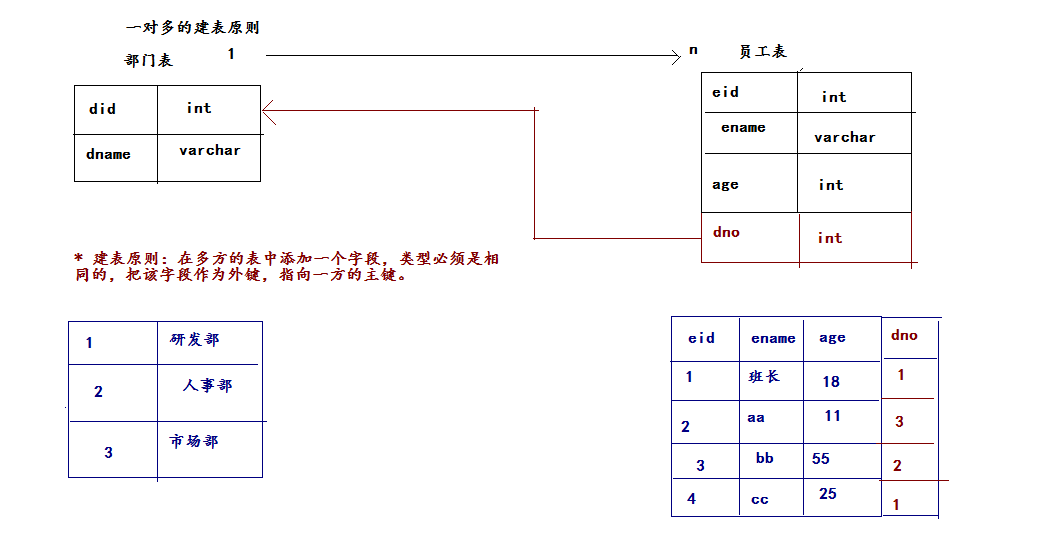 一对多的建表原则
部门表 1 n 员工表
did int
dname varchar
eid int
ename varchar
age int
dno int
* 建表原则：在多方的表中添加一个字段，类型必须是相
同的，把该字段作为外键，指向一方的主键。
1 研发部
2 人事部
3 市场部
eid ename age dno
1 班长 18 1
2 aa 11 3
3 bb 55 2
4 cc 25 1